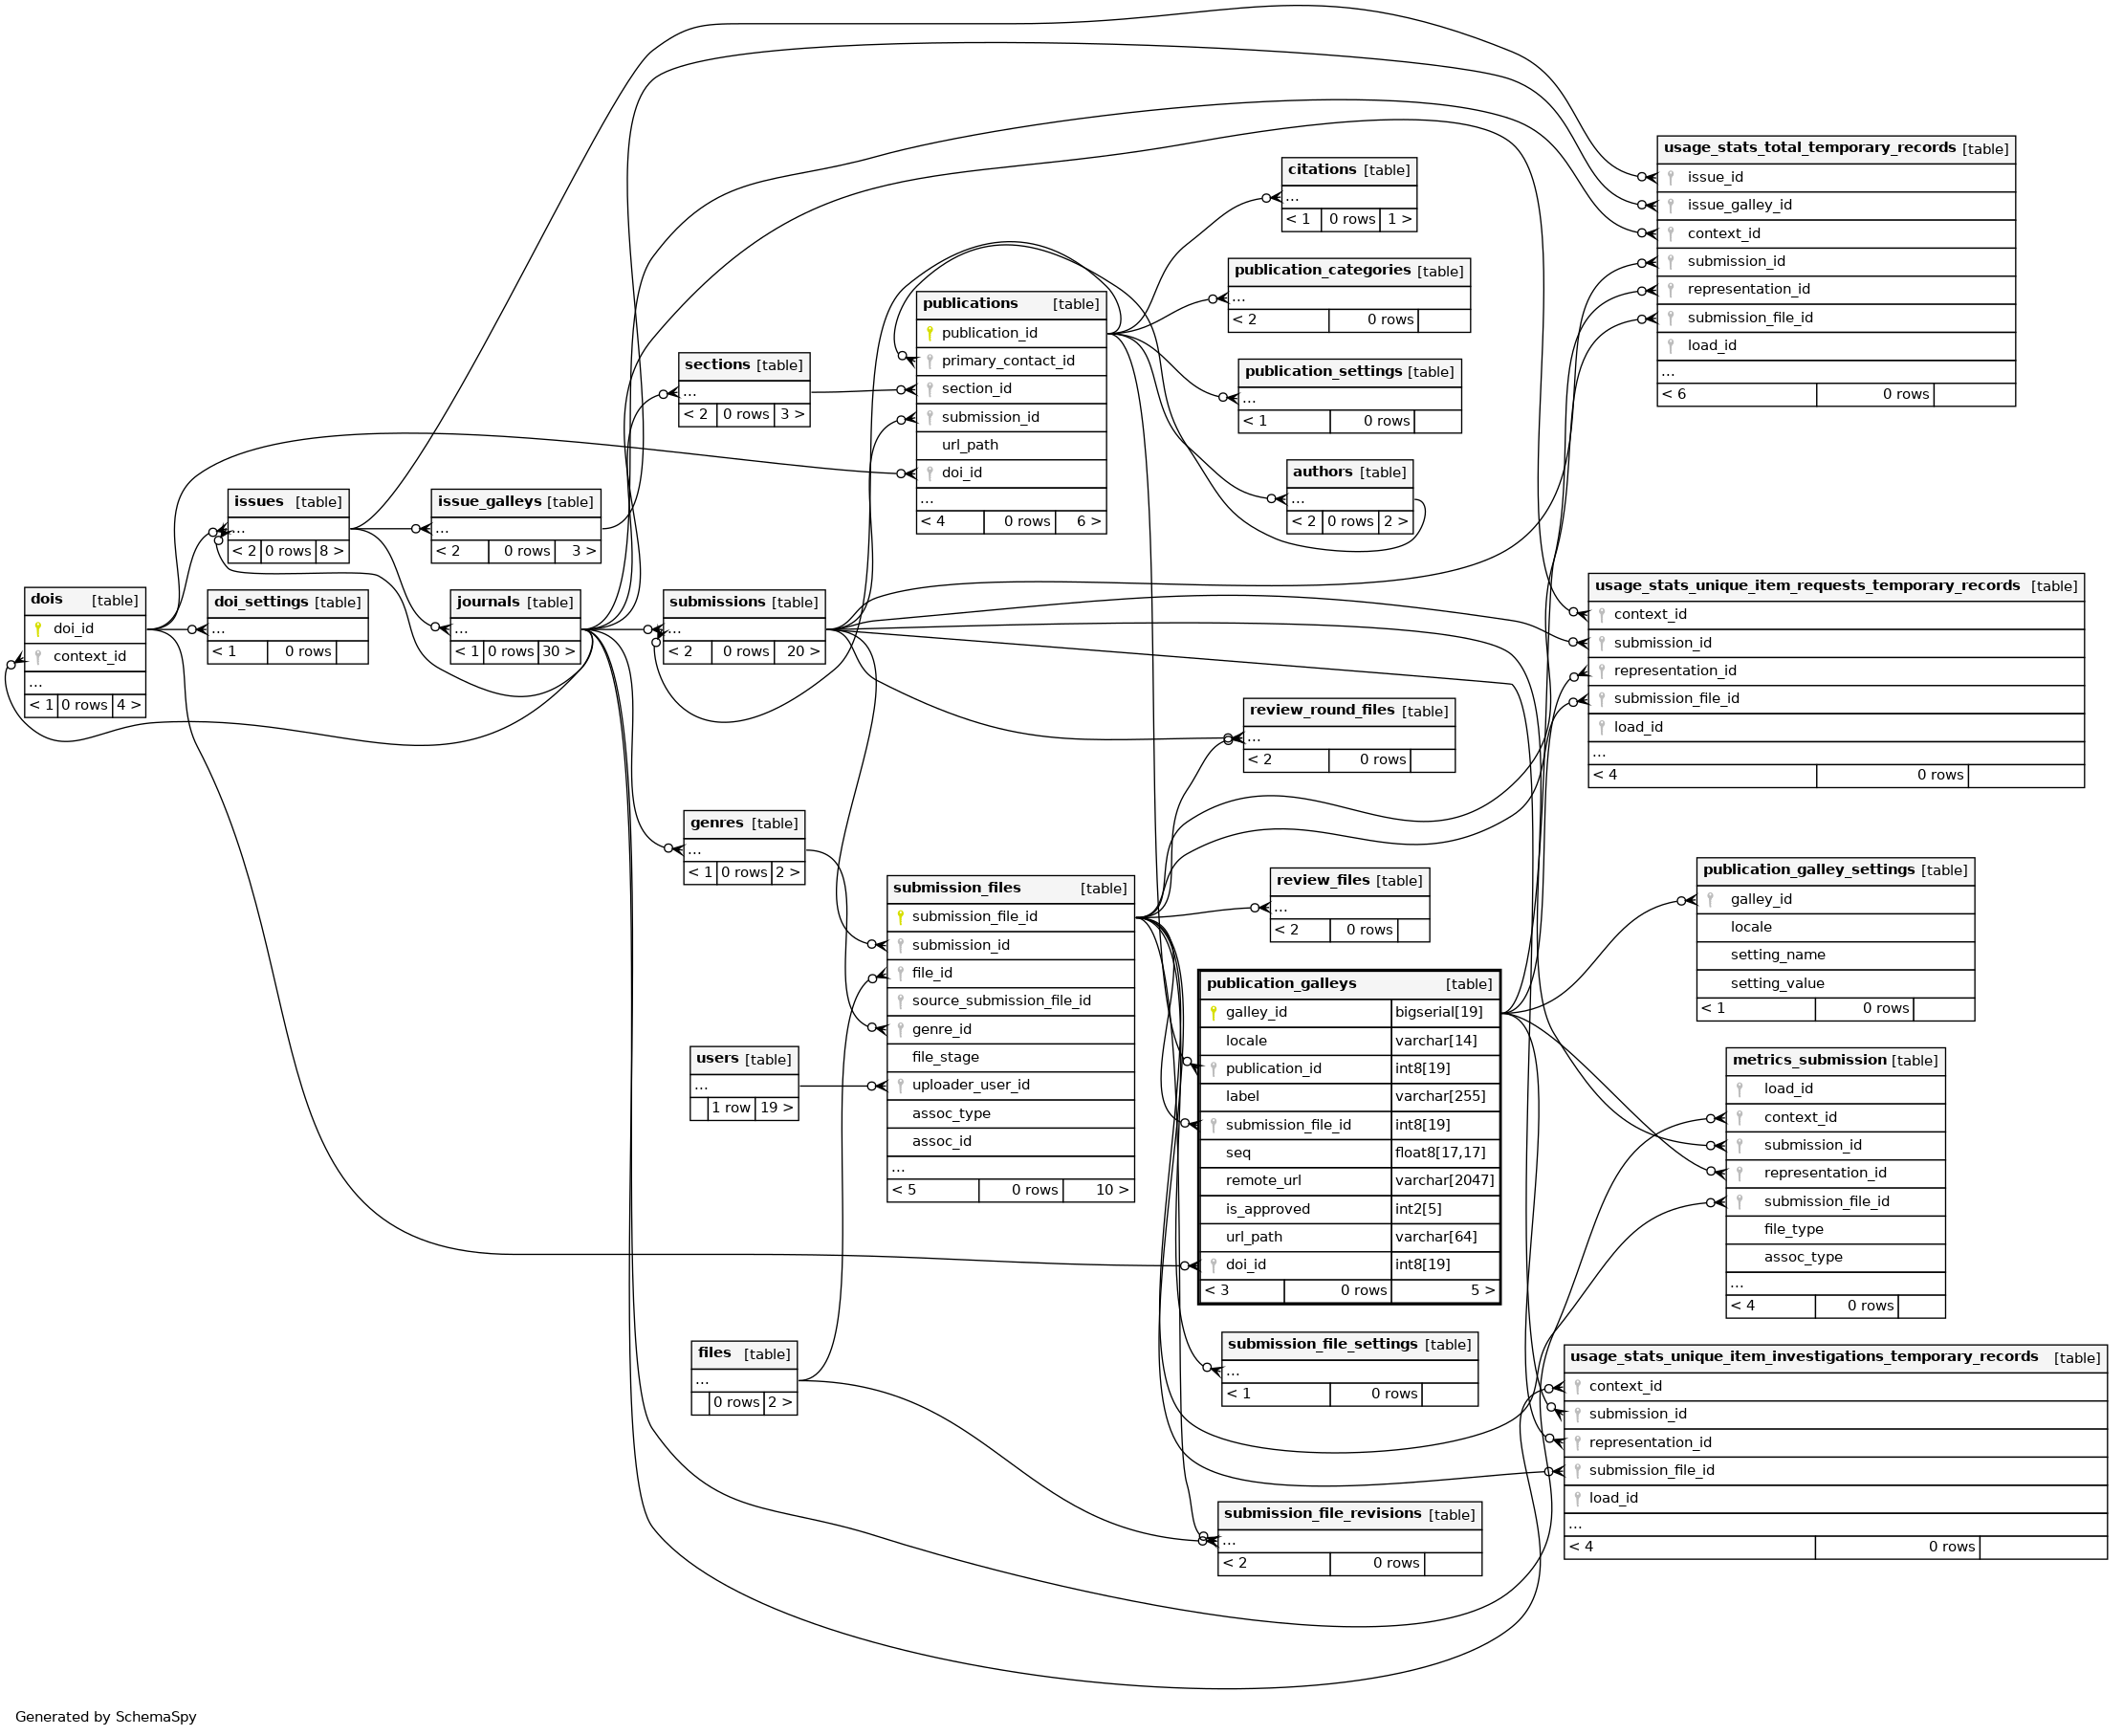 usage_stats_total_temporary_records [table]
issue_id
issue_galley_id
context_id
submission_id
representation_id
submission_file_id
load_id
...
< 6 0 rows
citations [table]
...
< 1 0 rows 1 >
publication_categories [table]
...
< 2 0 rows
publications [table]
publication_id
primary_contact_id
section_id
submission_id
url_path
doi_id
...
< 4 0 rows 6 >
sections [table]
...
< 2 0 rows 3 >
publication_settings [table]
...
< 1 0 rows
authors [table]
...
< 2 0 rows 2 >
issues [table]
...
< 2 0 rows 8 >
issue_galleys [table]
...
< 2 0 rows 3 >
dois [table]
doi_id
context_id
...
< 1 0 rows 4 >
doi_settings [table]
...
< 1 0 rows
journals [table]
...
< 1 0 rows 30 >
submissions [table]
...
< 2 0 rows 20 >
usage_stats_unique_item_requests_temporary_records [table]
context_id
submission_id
representation_id
submission_file_id
load_id
...
< 4 0 rows
review_round_files [table]
...
< 2 0 rows
genres [table]
...
< 1 0 rows 2 >
submission_files [table]
submission_file_id
submission_id
file_id
source_submission_file_id
genre_id
file_stage
uploader_user_id
assoc_type
assoc_id
...
< 5 0 rows 10 >
review_files [table]
...
< 2 0 rows
publication_galley_settings [table]
galley_id
locale
setting_name
setting_value
< 1 0 rows
publication_galleys [table]
galley_id bigserial[19]
locale varchar[14]
publication_id int8[19]
label varchar[255]
submission_file_id int8[19]
seq float8[17,17]
remote_url varchar[2047]
is_approved int2[5]
url_path varchar[64]
doi_id int8[19]
< 3 0 rows 5 >
users [table]
...
1 row 19 >
metrics_submission [table]
load_id
context_id
submission_id
representation_id
submission_file_id
file_type
assoc_type
...
< 4 0 rows
files [table]
...
0 rows 2 >
submission_file_settings [table]
...
< 1 0 rows
usage_stats_unique_item_investigations_temporary_records [table]
context_id
submission_id
representation_id
submission_file_id
load_id
...
< 4 0 rows
submission_file_revisions [table]
...
< 2 0 rows
Generated by SchemaSpy